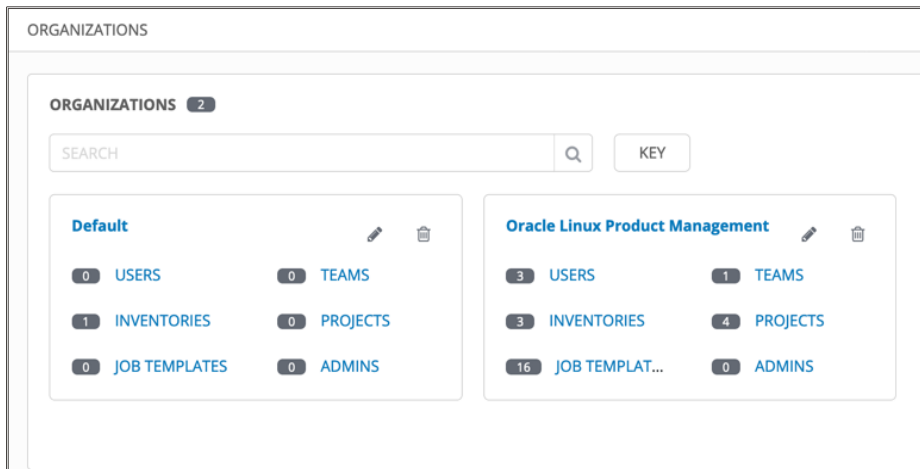 ORGANIZATIONS
ORGANIZATIONS 2
SEARCH
KEY
Default
0 USERS
0 TEAMS
1 INVENTORIES
0 PROJECTS
0 JOB TEMPLATES
0 ADMINS
Oracle Linux Product Management
3 USERS
1 TEAMS
3 INVENTORIES
4 PROJECTS
16 JOB TEMPLAT...
0 ADMINS